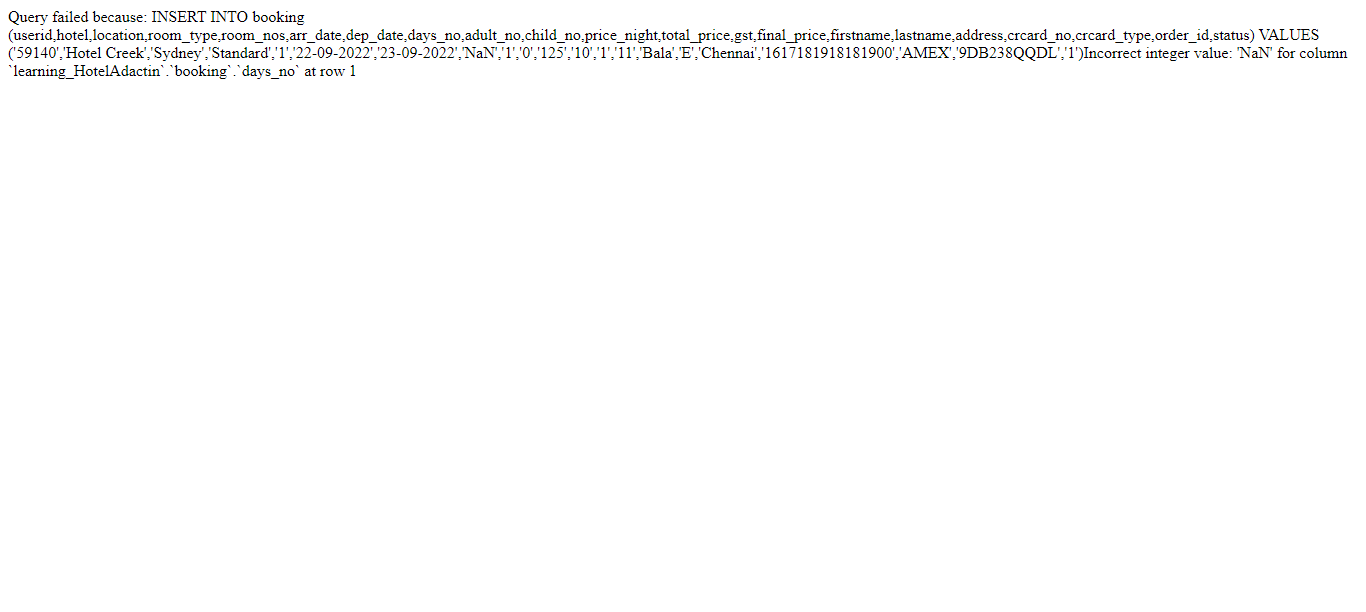 Query failed because: INSERT INTO booking
(userid,hotel,location,room_type,room_nos,arr_date,dep_date,days_no,adult_no,child_no,price_night,total_price,gst,final_price,firstname,lastname,address,crcard_no,crcard_type,order_id,status) VALUES
('59140','Hotel Creek','Sydney','Standard','1','22-09-2022','23-09-2022','NaN','1','0','125','10','1','11','Bala','E','Chennai','1617181918181900','AMEX','9DB238QQDL','1')Incorrect integer value: 'NaN' for column
`learning_HotelAdactin`.`booking`.`days_no` at row 1